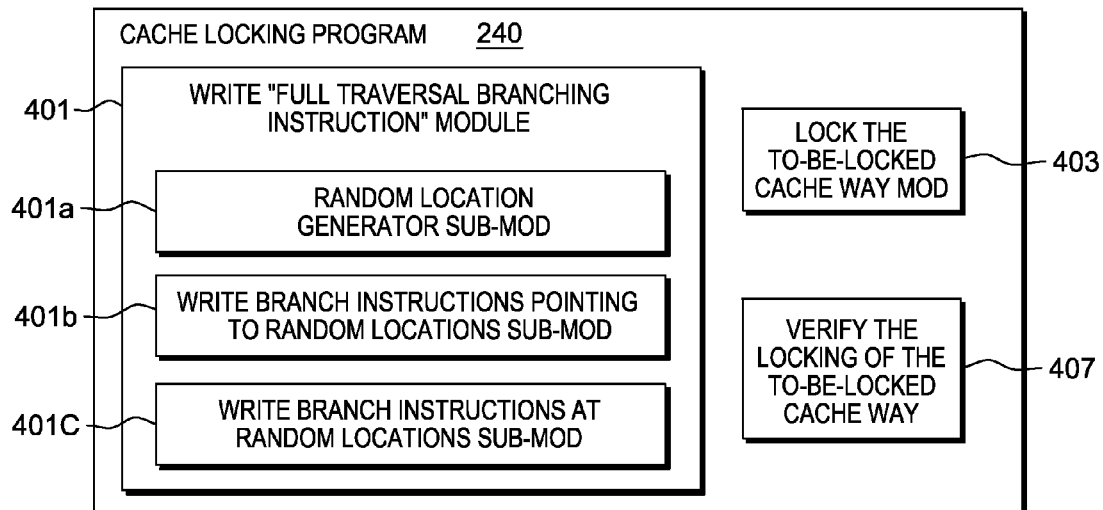 CACHE LOCKING PROGRAM 240
401
WRITE "FULL TRAVERSAL BRANCHING
INSTRUCTION" MODULE
401a
RANDOM LOCATION
GENERATOR SUB-MOD
401b
WRITE BRANCH INSTRUCTIONS POINTING
TO RANDOM LOCATIONS SUB-MOD
401C
WRITE BRANCH INSTRUCTIONS AT
RANDOM LOCATIONS SUB-MOD
LOCK THE
TO-BE-LOCKED
CACHE WAY MOD
403
VERIFY THE
LOCKING OF THE
TO-BE-LOCKED
CACHE WAY
407